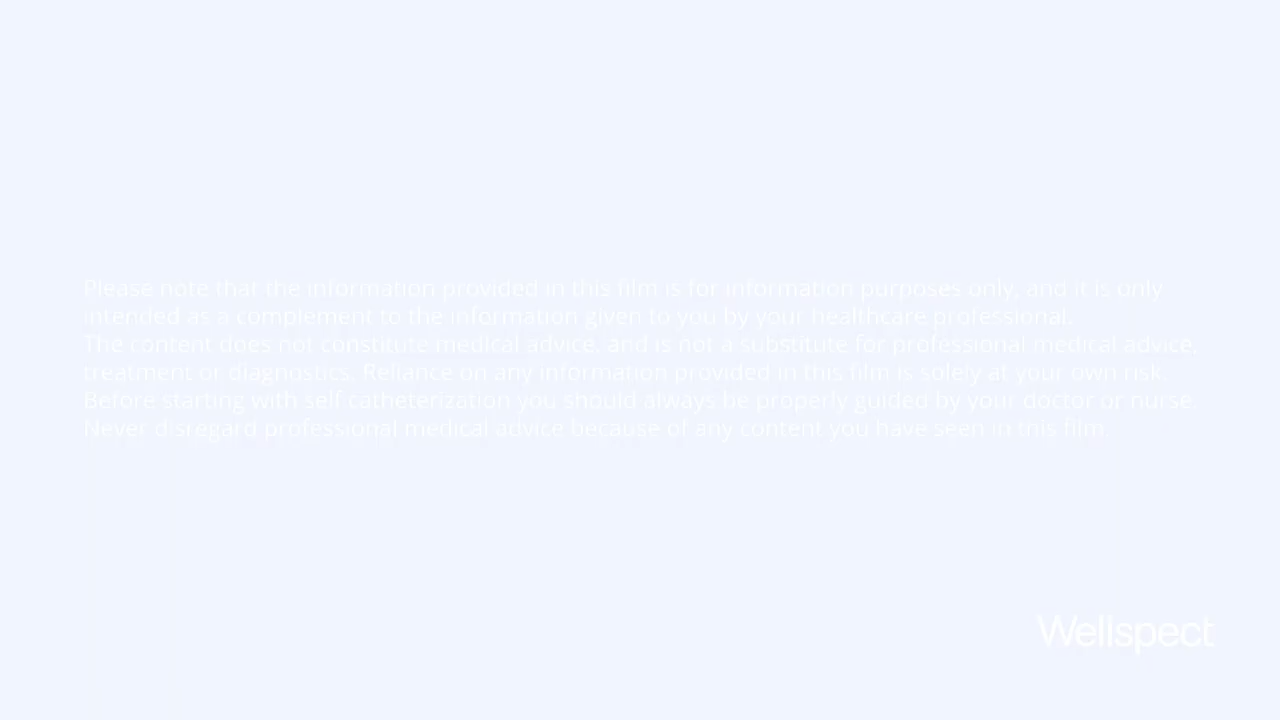 Please note that the information provided in this film is for information purposes only, and it is only
intended as a complement to the information given to you by your healthcare professional.
The content does not constitute medical advice, and is not a substitute for professional medical advice,
treatment or diagnostics. Reliance on any information provided in this film is solely at your own risk.
Before starting with self catheterization you should always be properly guided by your doctor or nurse.
Never disregard professional medical advice because of any content you have seen in this film
Wellspect